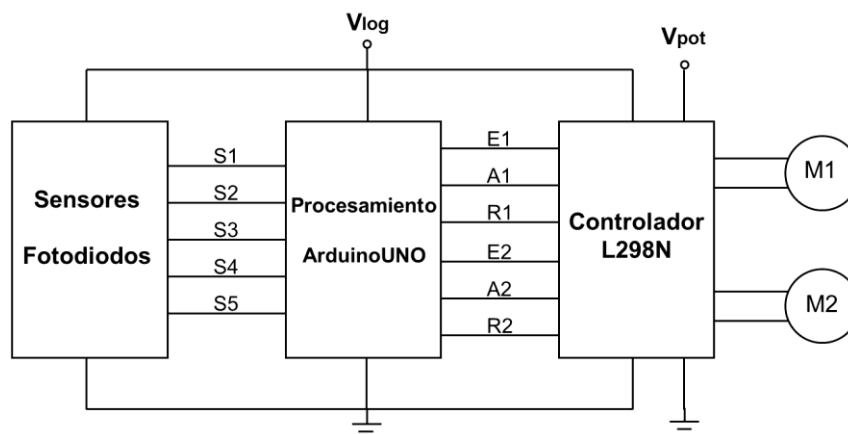 Vlog
Vpot
Sensores
Fotodiodos
S1
S2
S3
S4
S5
Procesamiento
ArduinoUNO
E1
A1
R1
E2
A2
R2
Controlador
L298N
M1
M2